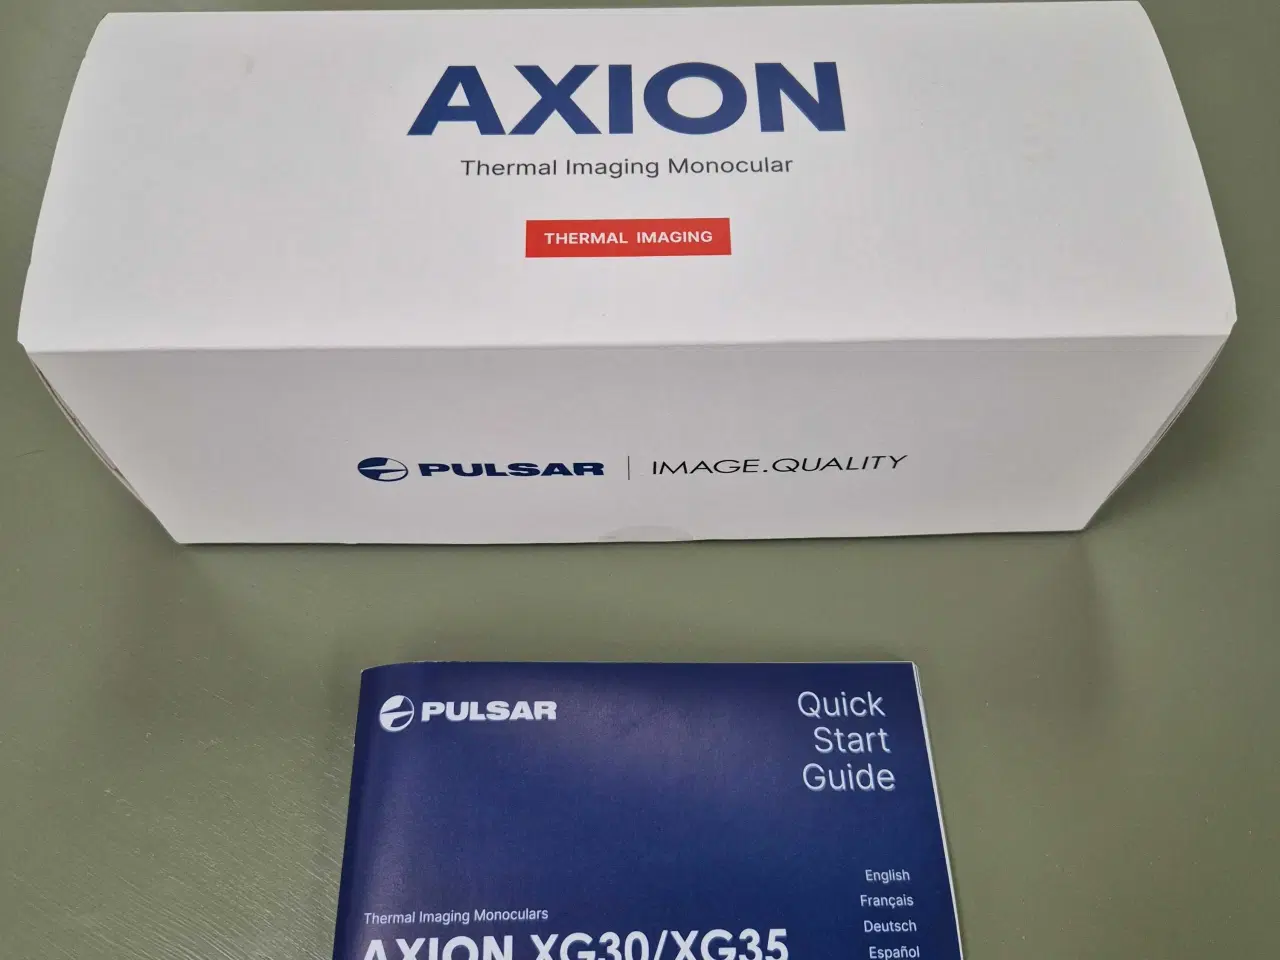 AXION
Thermal Imaging Monocular
THERMAL IMAGING
PULSAR | IMAGE.QUALITY
PULSAR
Quick
Start
Guide
English
Français
Deutsch
Español
Thermal Imaging Monoculars
AXION XG30/XG35